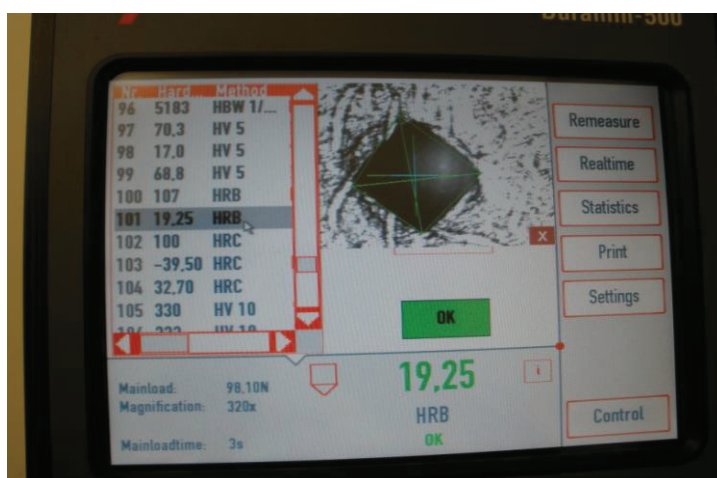 Duramin-500
Nr. Hard... Method
96 5183 HBW 1/...
97 70,3 HV 5
98 17,0 HV 5
99 68,8 HV 5
100 107 HRB
101 19,25 HRB
102 100 HRC
103 -39,50 HRC
104 32,70 HRC
105 330 HV 10
X
OK
Remeasure
Realtime
Statistics
Print
Settings
Mainload: 98,10N
Magnification: 320x
Mainloadtime: 3s
19,25
HRB
OK
i
Control